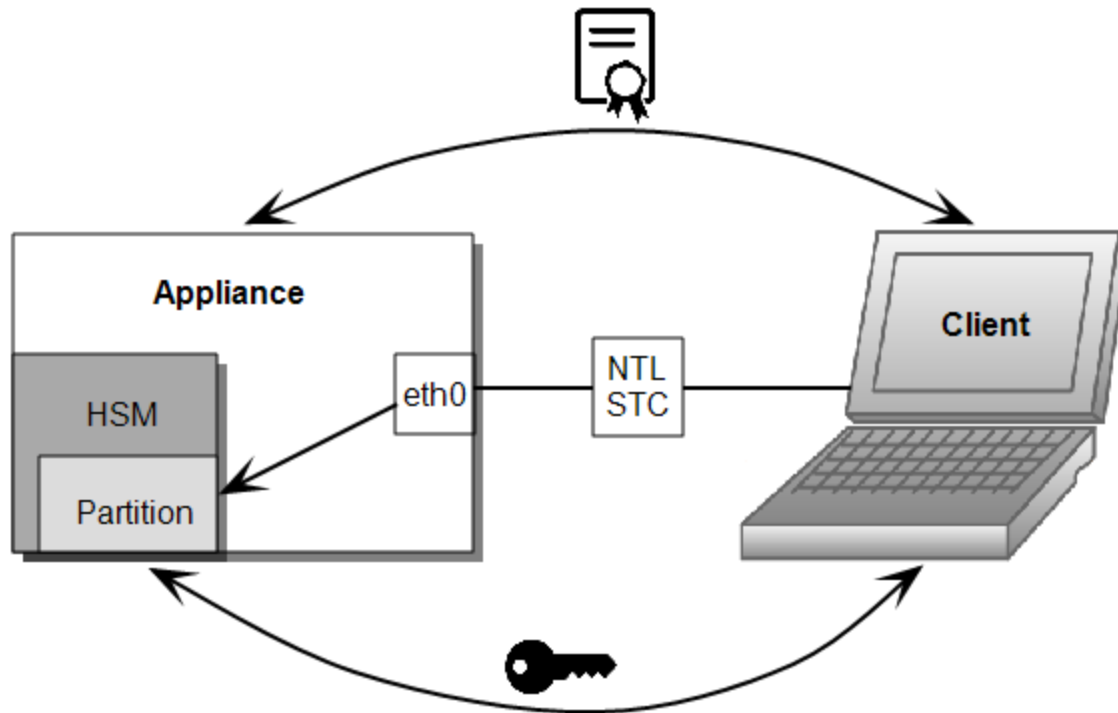 Appliance
HSM
Partition
eth0
NTL
STC
Client